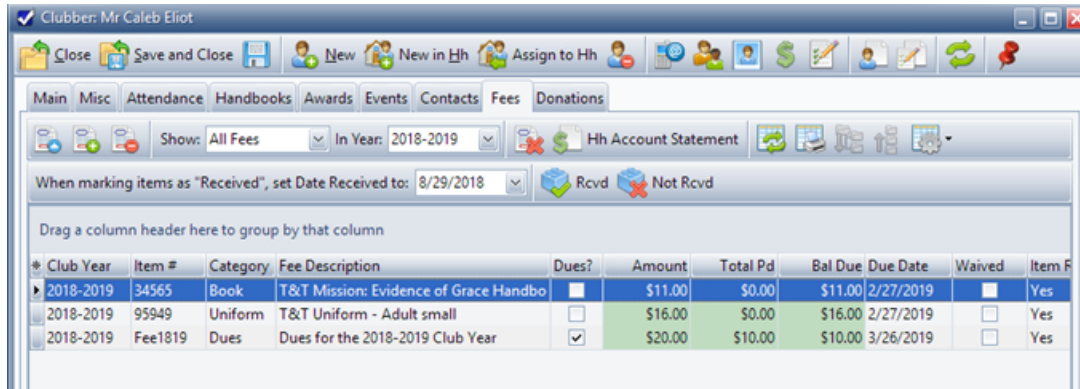 Clubber: Mr Caleb Eliot
Close Save and Close New New in Hh Assign to Hh
Main Misc Attendance Handbooks Awards Events Contacts Fees Donations
Show: All Fees In Year: 2018-2019 Hh Account Statement
When marking items as "Received", set Date Received to: 8/29/2018 Rcvd Not Rcvd
Drag a column header here to group by that column
Club Year Item # Category Fee Description Dues? Amount Total Pd Bal Due Due Date Waived Item R
2018-2019 34565 Book T&T Mission: Evidence of Grace Handbo $11.00 $0.00 $11.00 2/27/2019 Yes
2018-2019 95949 Uniform T&T Uniform - Adult small $16.00 $0.00 $16.00 2/27/2019 Yes
2018-2019 Fee1819 Dues Dues for the 2018-2019 Club Year $20.00 $10.00 $10.00 3/26/2019 Yes